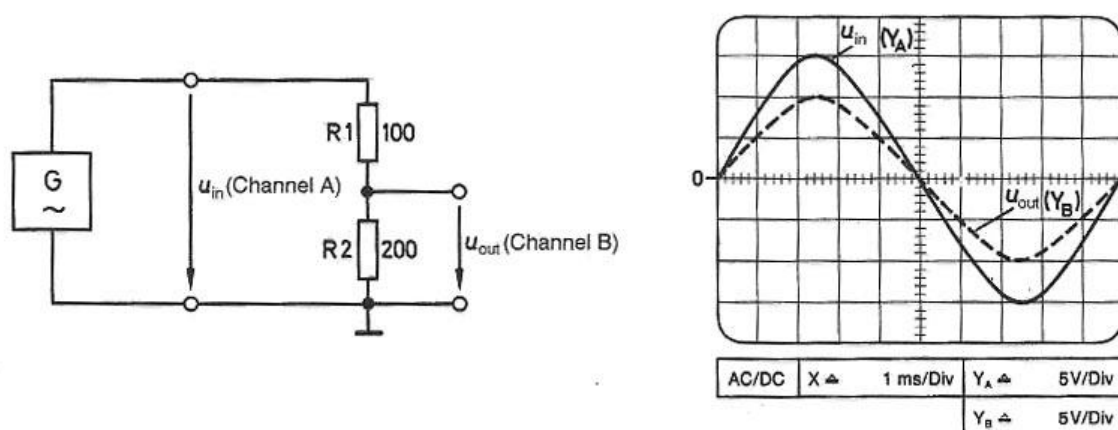 G
~
u_in (Channel A)
R1 100
R2 200
u_out (Channel B)
u_in (Y_A)
0
u_out (Y_B)
AC/DC X ≙ 1 ms/Div Y_A ≙ 5V/Div
Y_B ≙ 5V/Div